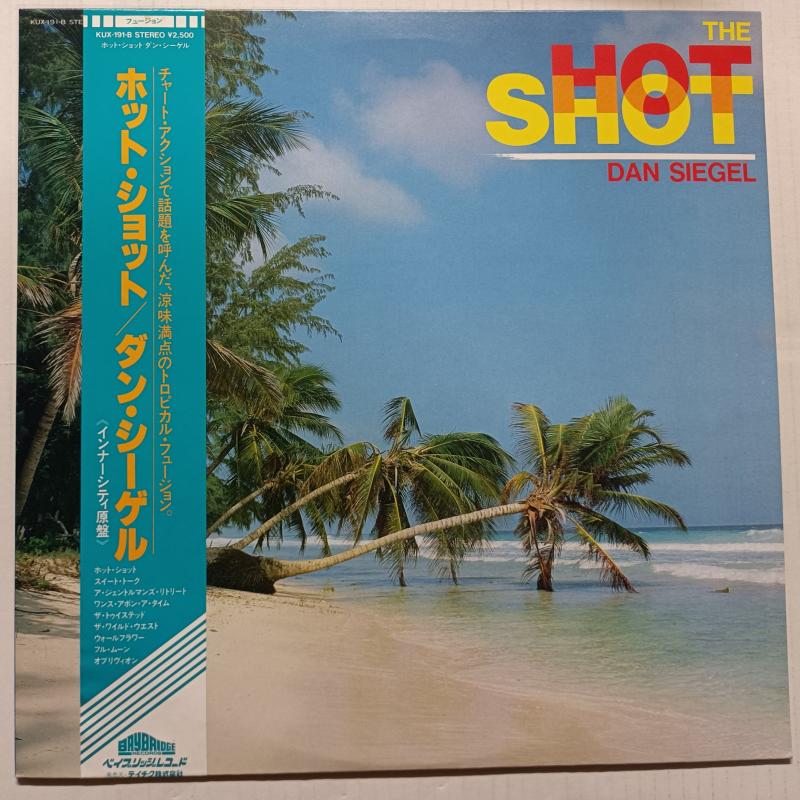 KUX-191-B STE
フュージョン
KUX-191-B STEREO ¥2,500
ホット・ショット ダン・シーゲル
チャート・アクションで話題を呼んだ、涼味満点のトロピカル・フュージョン。
ホット・ショット／ダン・シーゲル
《インナーシティ原盤》
ホット・ショット
スイート・トーク
ア・ジェントルマンズ・リトリート
ワンス・アポン・ア・タイム
ザ・トゥイステッド
ザ・ワイルド・ウエスト
ウォールフラワー
フル・ムーン
オブリヴィオン
BAYBRIDGE
RECORDS
ベイブリッジ・レコード
発売元・テイチク株式会社
THE
HOT
SHOT
DAN SIEGEL